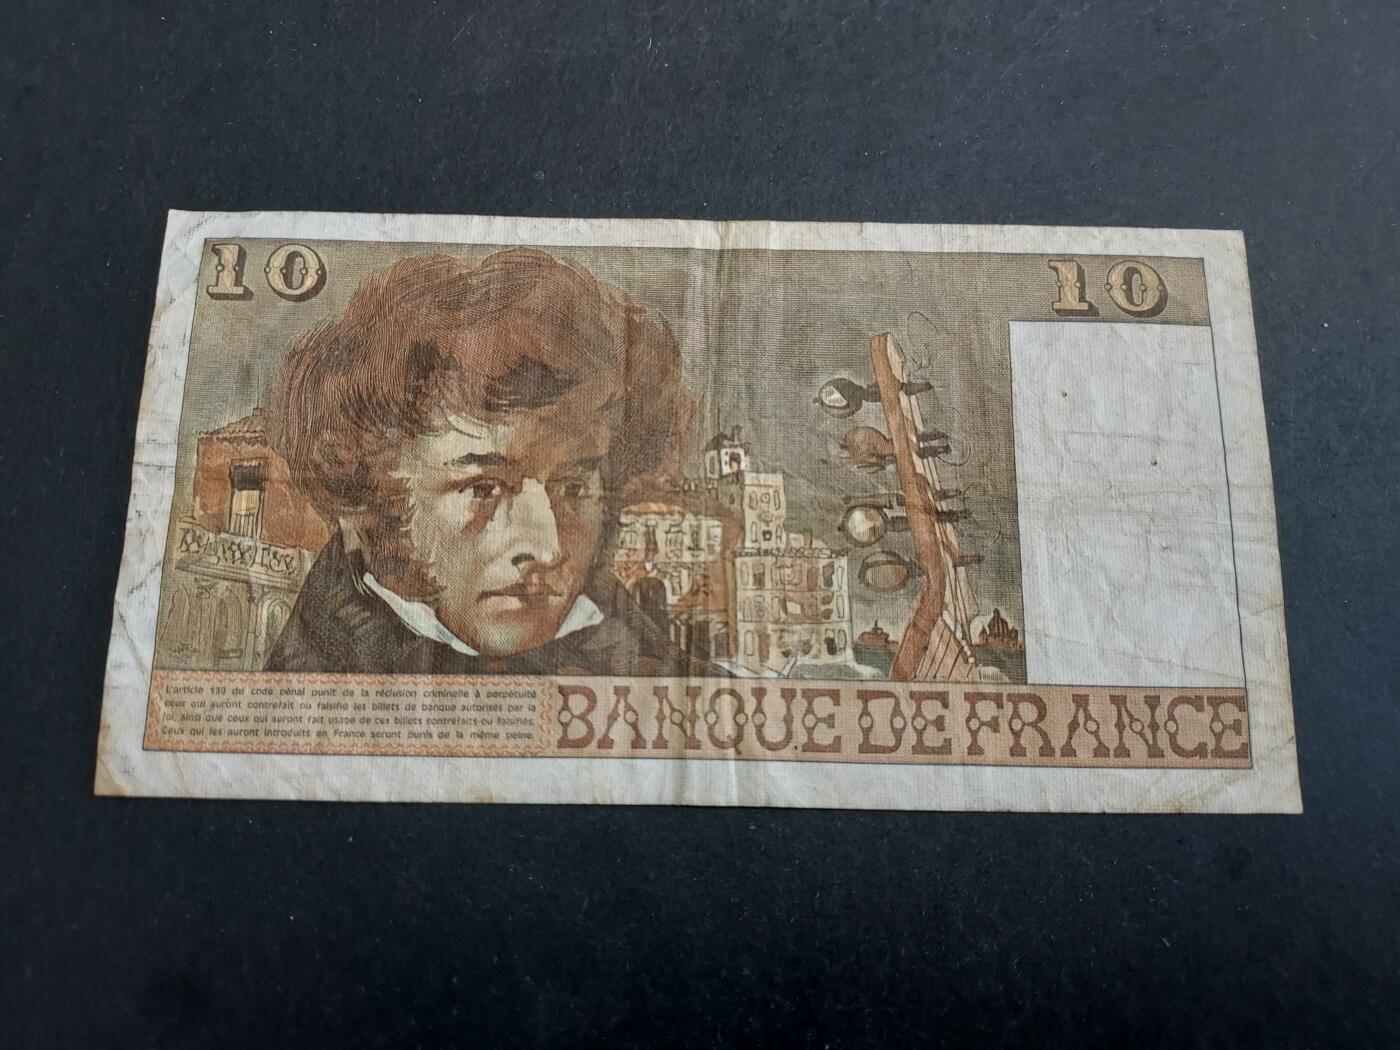 10
10
L'article 139 du code pénal punit de la réclusion criminelle à perpétuité
ceux qui auront contrefait ou falsifié les billets de banque autorisés par la
loi, ainsi que ceux qui auront fait usage de ces billets contrefaits ou falsifiés.
Ceux qui les auront introduits en France seront punis de la même peine.
BANQUE DE FRANCE